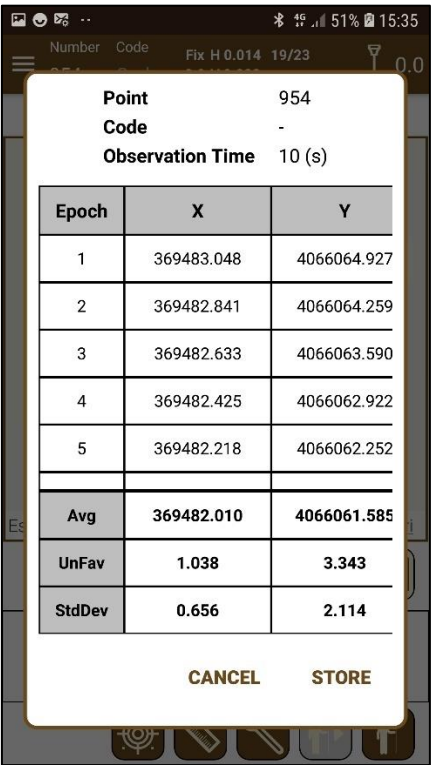 51% 15:35
Number Code Fix H 0.014 19/23
0.0
Point 954
Code -
Observation Time 10 (s)
Epoch X Y
1 369483.048 4066064.927
2 369482.841 4066064.259
3 369482.633 4066063.590
4 369482.425 4066062.922
5 369482.218 4066062.252
Avg 369482.010 4066061.585
UnFav 1.038 3.343
StdDev 0.656 2.114
CANCEL STORE